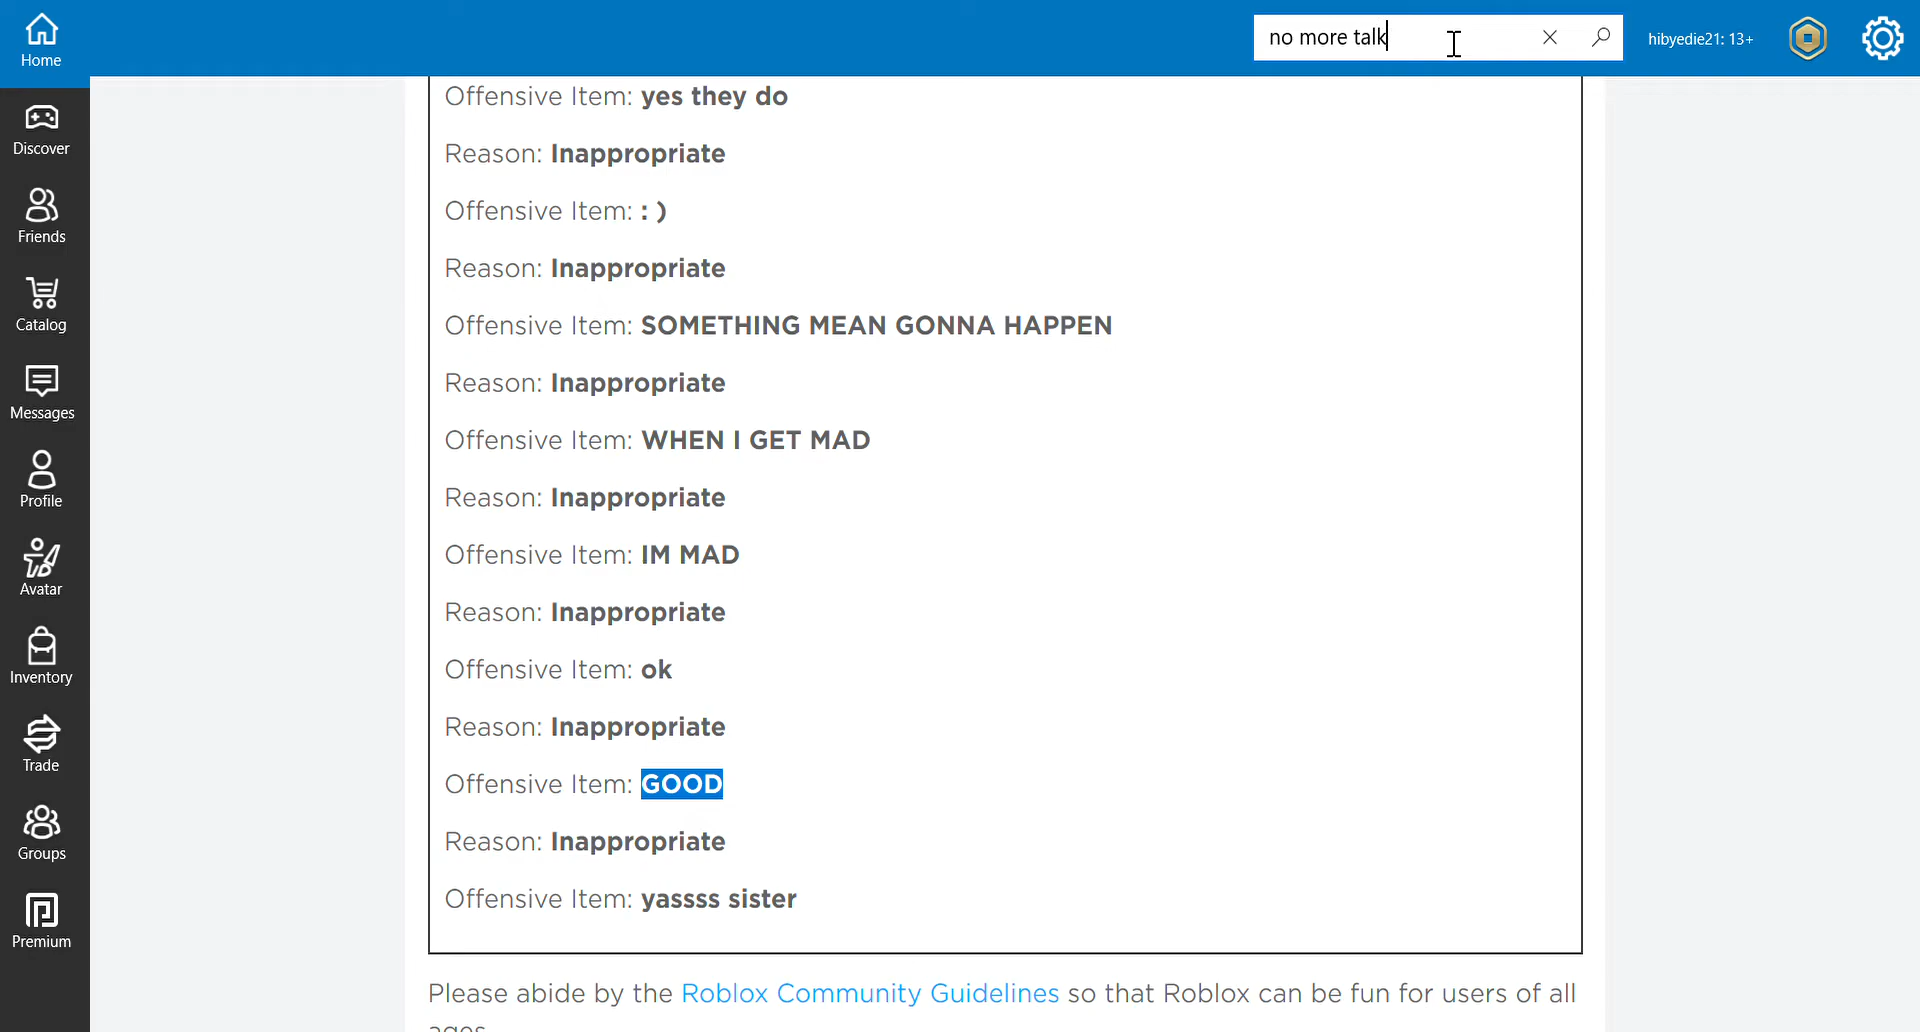 Home
no more talk
hibyedie21: 13+
Discover
Friends
Catalog
Messages
Profile
Avatar
Inventory
Trade
Groups
Premium
Offensive Item: yes they do
Reason: Inappropriate
Offensive Item: : )
Reason: Inappropriate
Offensive Item: SOMETHING MEAN GONNA HAPPEN
Reason: Inappropriate
Offensive Item: WHEN I GET MAD
Reason: Inappropriate
Offensive Item: IM MAD
Reason: Inappropriate
Offensive Item: ok
Reason: Inappropriate
Offensive Item: GOOD
Reason: Inappropriate
Offensive Item: yassss sister
Please abide by the Roblox Community Guidelines so that Roblox can be fun for users of all
ages